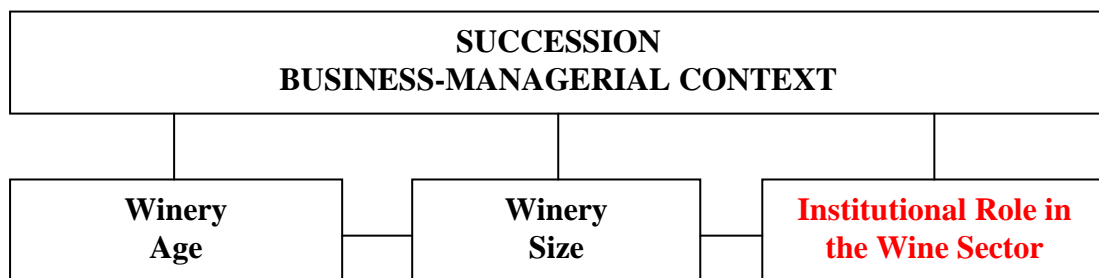 SUCCESSION
BUSINESS-MANAGERIAL CONTEXT
Winery
Age
Winery
Size
Institutional Role in
the Wine Sector